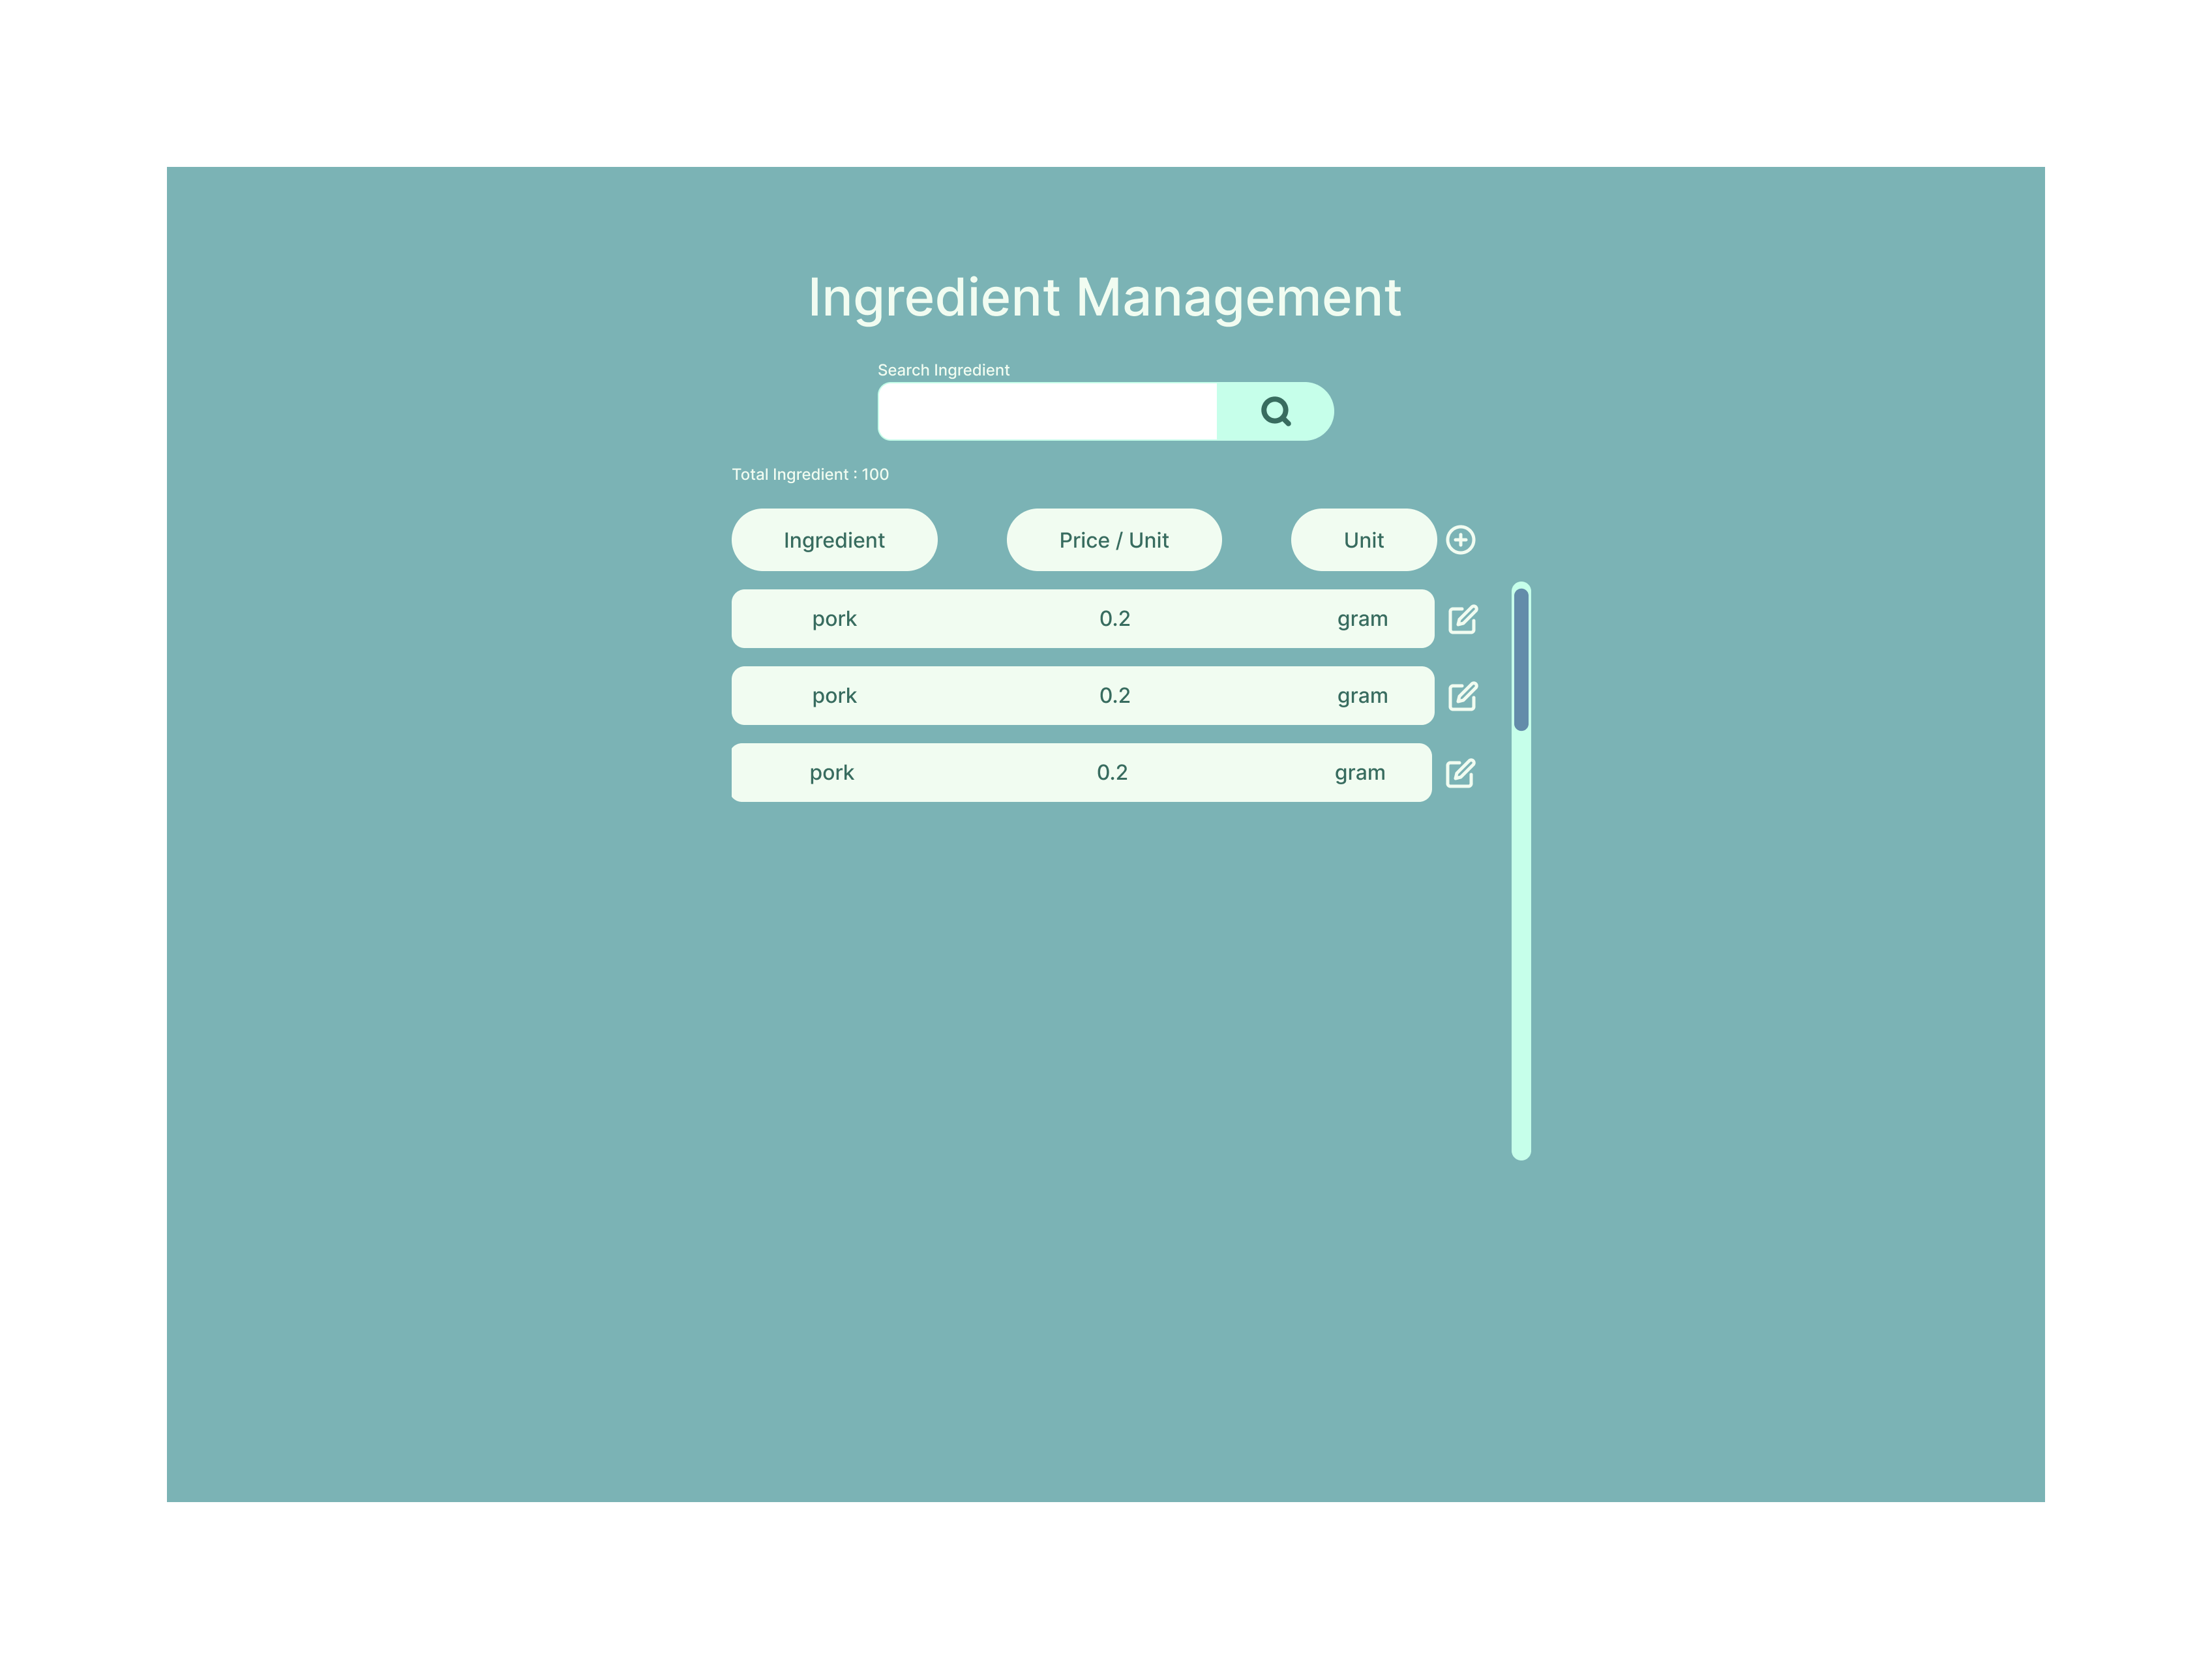 Ingredient Management
Search Ingredient
Total Ingredient : 100
Ingredient Price / Unit Unit
pork 0.2 gram
pork 0.2 gram
pork 0.2 gram